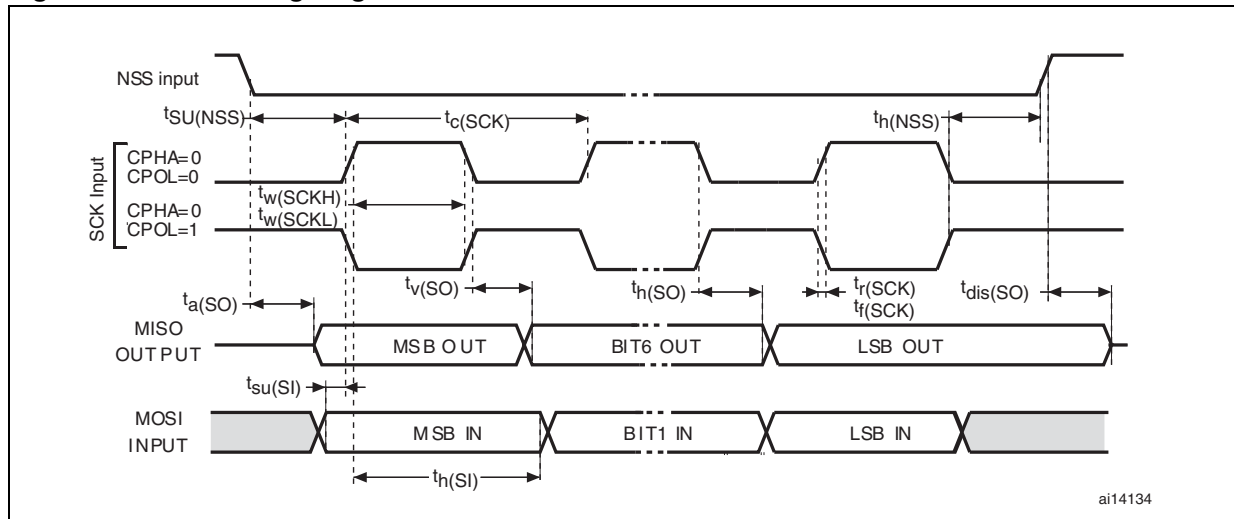 NSS input
tSU(NSS)
tc(SCK)
th(NSS)
SCK Input
CPHA=0
CPOL=0
tw(SCKH)
tw(SCKL)
CPHA=0
CPOL=1
ta(SO)
tv(SO)
th(SO)
tr(SCK)
tf(SCK)
tdis(SO)
MISO
OUTPUT
MSB OUT
BIT6 OUT
LSB OUT
tsu(SI)
MOSI
INPUT
MSB IN
BIT1 IN
LSB IN
th(SI)
ai14134